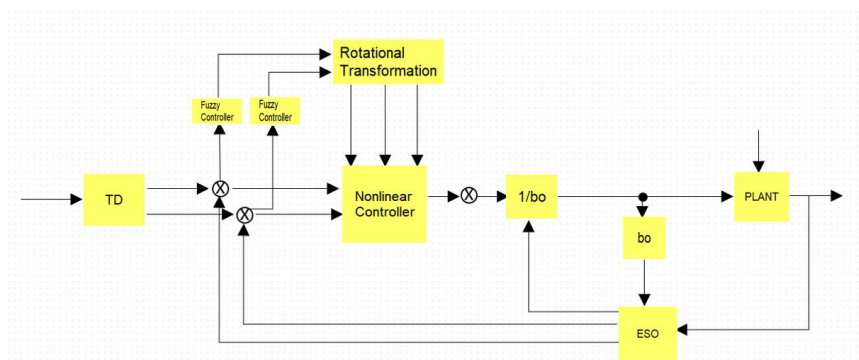 Rotational
Transformation
Fuzzy
Controller
Fuzzy
Controller
TD
X
X
Nonlinear
Controller
X
1/bo
PLANT
bo
ESO